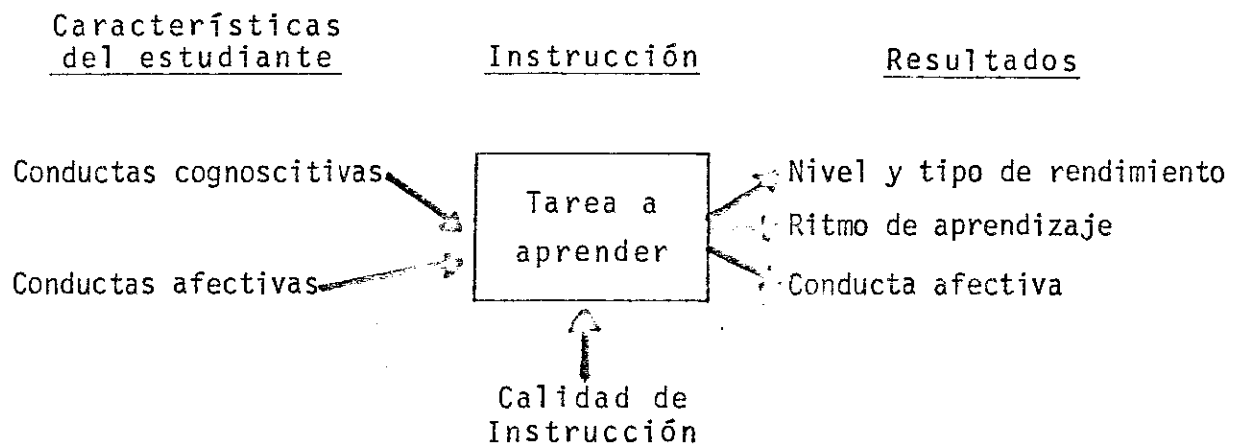 Características
del estudiante
Instrucción
Resultados
Conductas cognoscitivas
Conductas afectivas
Tarea a
aprender
Nivel y tipo de rendimiento
Ritmo de aprendizaje
Conducta afectiva
Calidad de
Instrucción